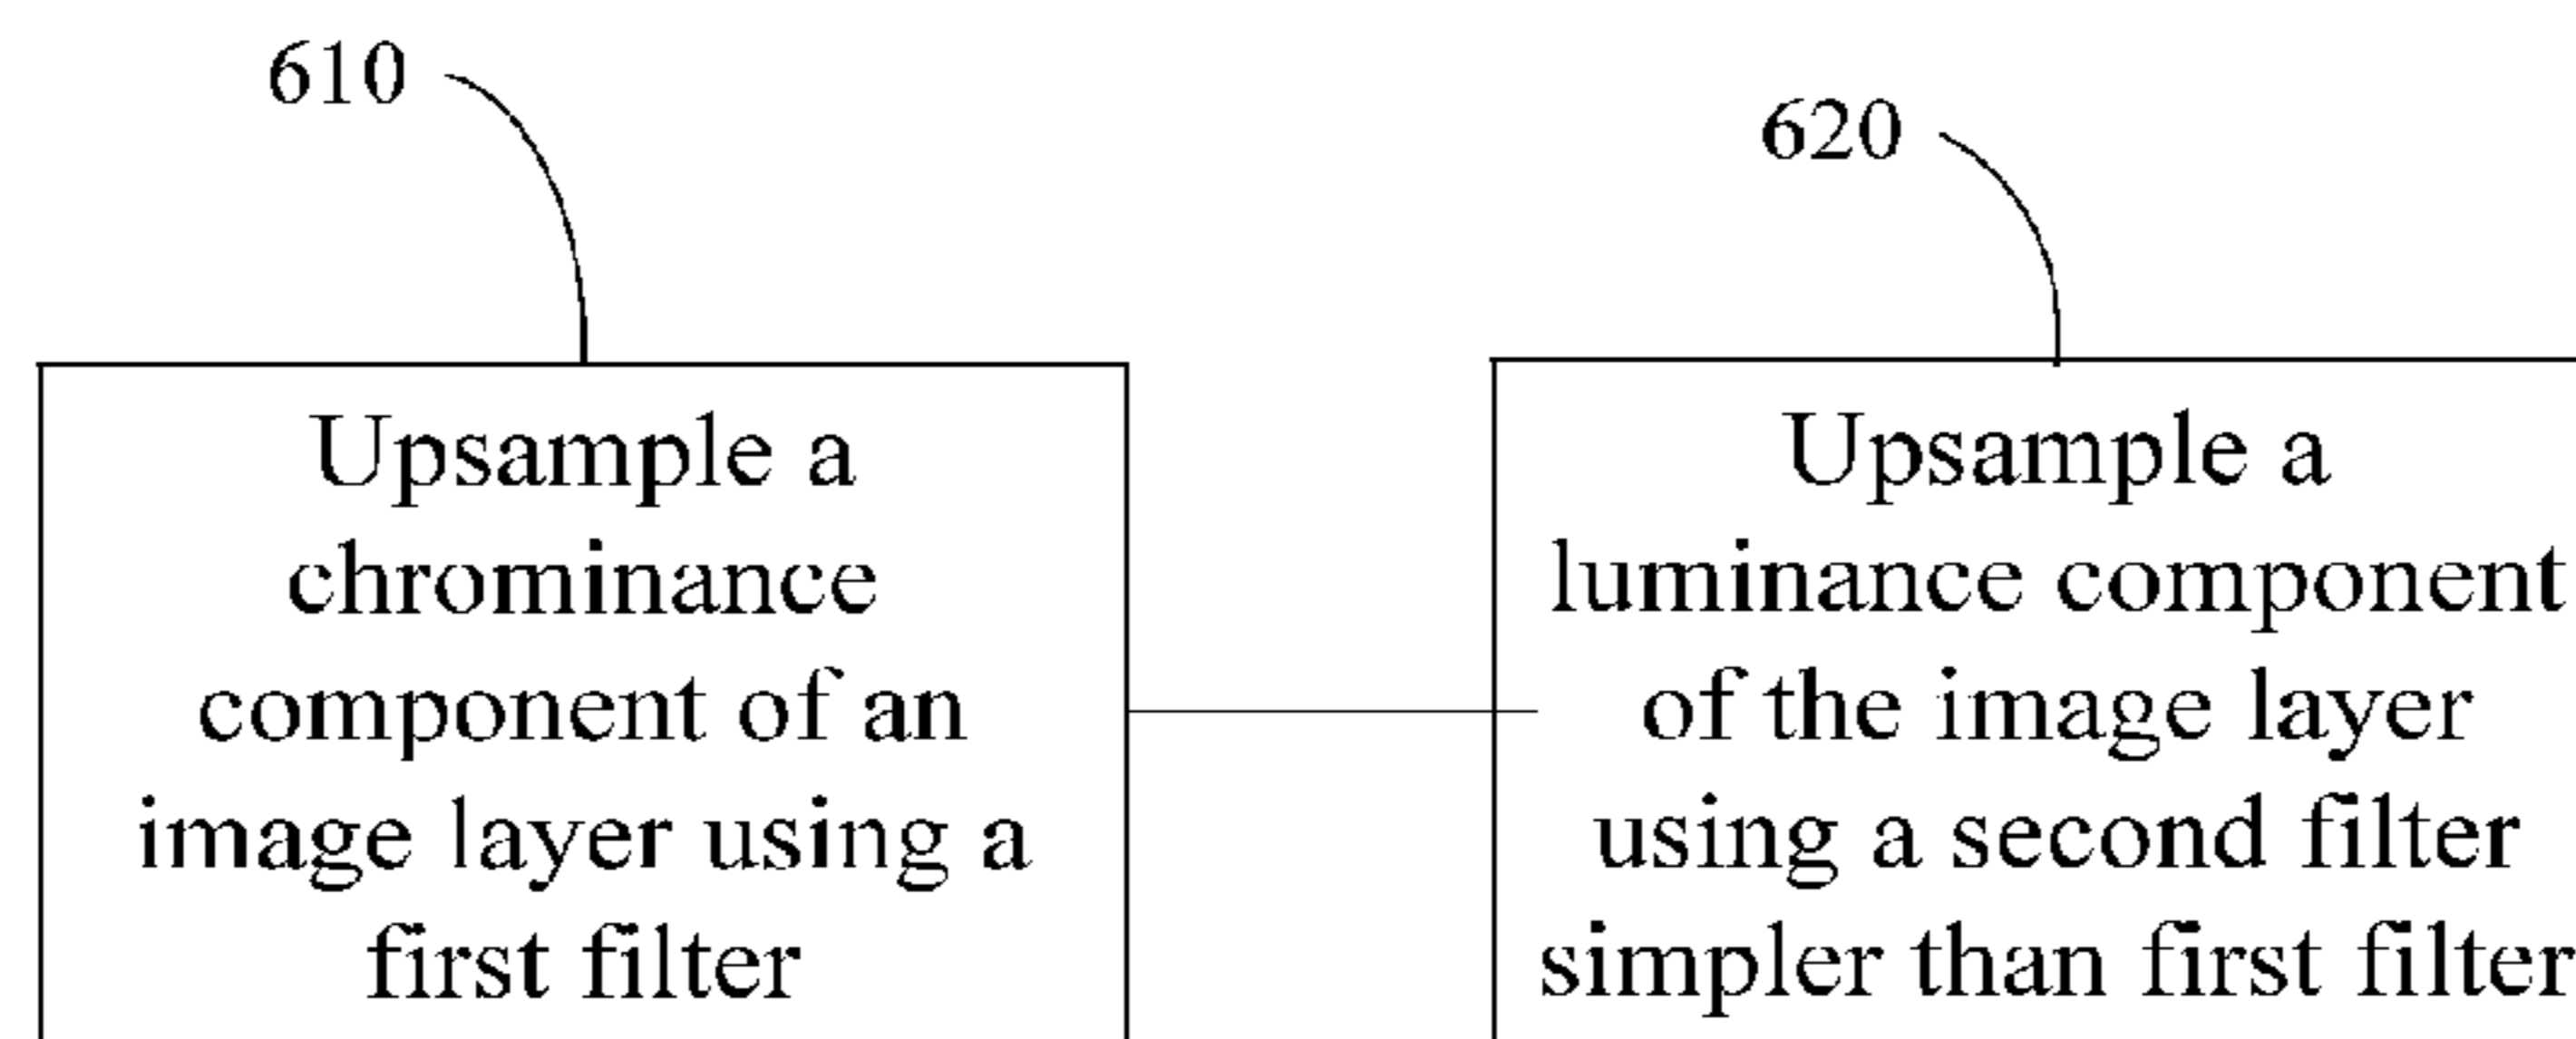 610
620
Upsample a
chrominance
component of an
image layer using a
first filter
Upsample a
luminance component
of the image layer
using a second filter
simpler than first filter